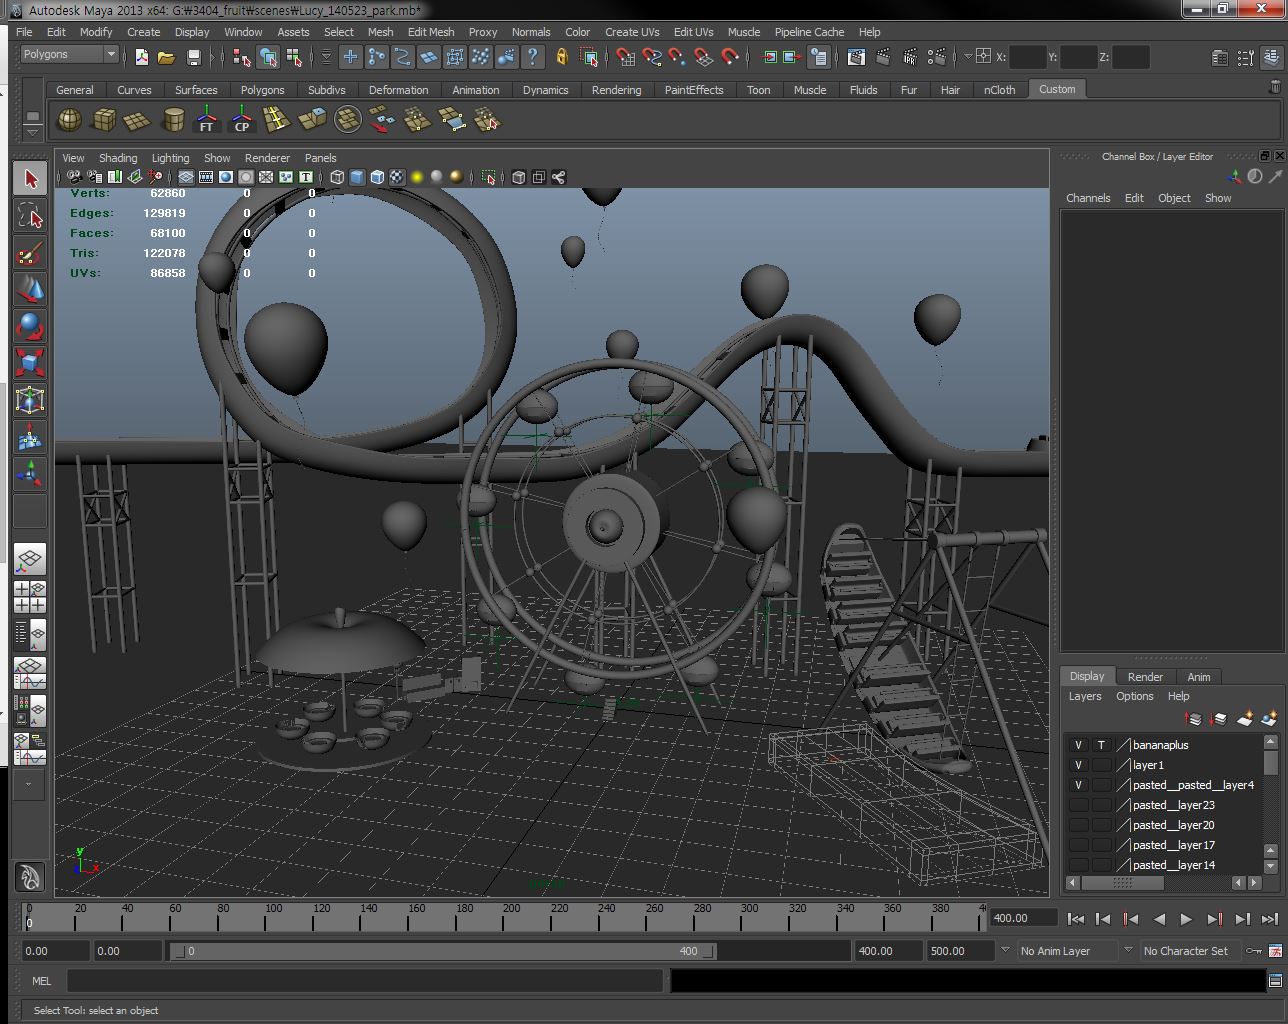 Autodesk Maya 2013 x64: G:₩3404_fruit₩scenes₩Lucy_140523_park.mb*
File Edit Modify Create Display Window Assets Select Mesh Edit Mesh Proxy Normals Color Create UVs Edit UVs Muscle Pipeline Cache Help
Polygons X: Y: Z:
General Curves Surfaces Polygons Subdivs Deformation Animation Dynamics Rendering PaintEffects Toon Muscle Fluids Fur Hair nCloth Custom
FT CP
View Shading Lighting Show Renderer Panels
Channel Box / Layer Editor
Channels Edit Object Show
Verts: 62860 0 0
Edges: 129819 0 0
Faces: 68100 0 0
Tris: 122078 0 0
UVs: 86858 0 0
Display Render Anim
Layers Options Help
V T bananaplus
V layer1
V pasted__pasted__layer4
pasted__layer23
pasted__layer20
pasted__layer17
pasted__layer14
y
x
persp
0 20 40 60 80 100 120 140 160 180 200 220 240 260 280 300 320 340 360 380
0
400.00
0.00 0.00 0 400 400.00 500.00 No Anim Layer No Character Set
MEL
Select Tool: select an object